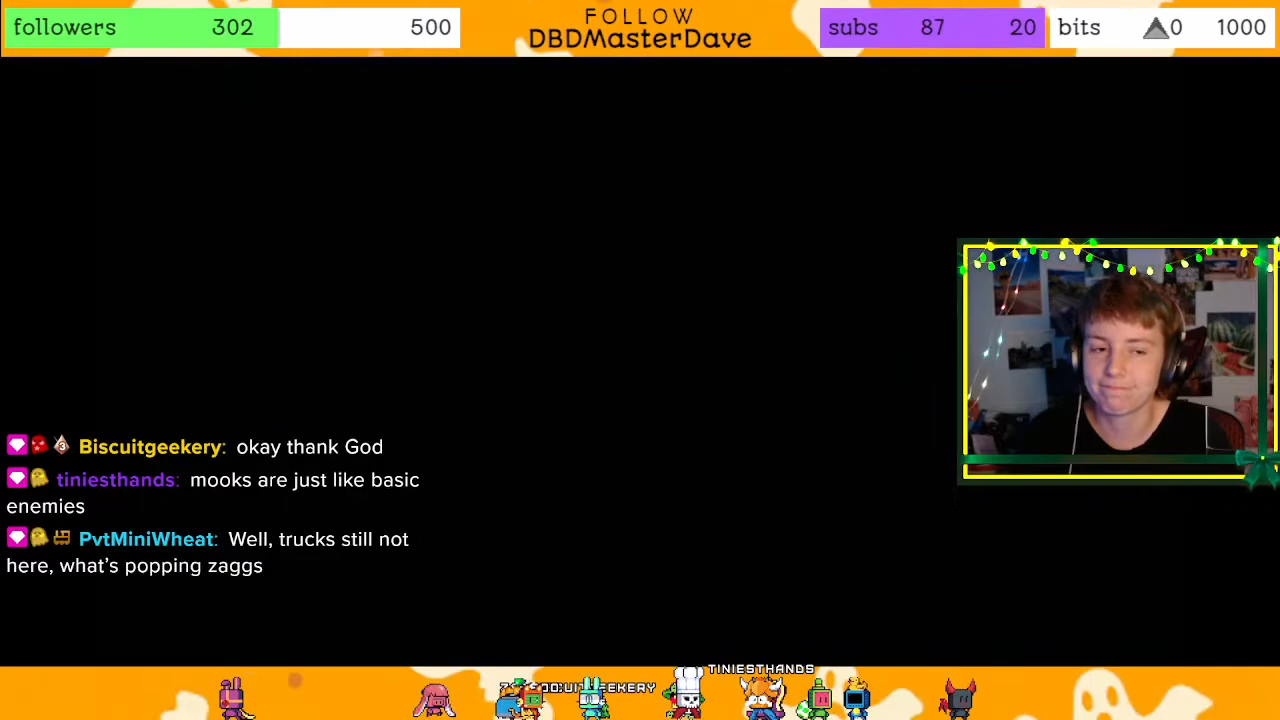 followers 302 500
FOLLOW
DBDMasterDave
subs 87 20
bits 0 1000
Biscuitgeekery: okay thank God
tiniesthands: mooks are just like basic
enemies
PvtMiniWheat: Well, trucks still not
here, what's popping zaggs
TINIESTHANDS